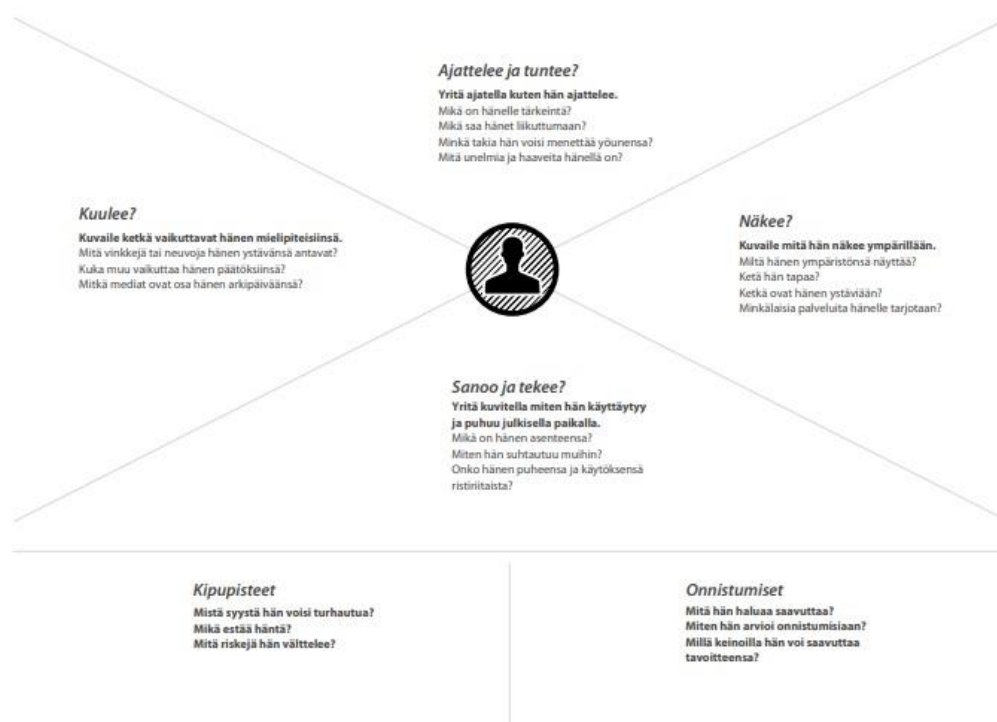 Ajattelee ja tuntee?
Yritä ajatella kuten hän ajattelee.
Mikä on hänelle tärkeintä?
Mikä saa hänet liikuttumaan?
Minkä takia hän voisi menettää yöunensa?
Mitä unelmia ja haaveita hänellä on?
Kuulee?
Kuvaile ketkä vaikuttavat hänen mielipiteisiinsä.
Mitä vinkkejä tai neuvoja hänen ystävänsä antavat?
Kuka muu vaikuttaa hänen päätöksiinsä?
Mitkä mediat ovat osa hänen arkipäiväänsä?
Näkee?
Kuvaile mitä hän näkee ympärillään.
Miltä hänen ympäristönsä näyttää?
Ketä hän tapaa?
Ketkä ovat hänen ystäviään?
Minkälaisia palveluita hänelle tarjotaan?
Sanoo ja tekee?
Yritä kuvitella miten hän käyttäytyy
ja puhuu julkisella paikalla.
Mikä on hänen asenteensa?
Miten hän suhtautuu muihin?
Onko hänen puheensa ja käytöksensä
ristiriitaista?
Kipupisteet
Mistä syystä hän voisi turhautua?
Mikä estää häntä?
Mitä riskejä hän välttelee?
Onnistumiset
Mitä hän haluaa saavuttaa?
Miten hän arvioi onnistumisiaan?
Millä keinoilla hän voi saavuttaa
tavoitteensa?